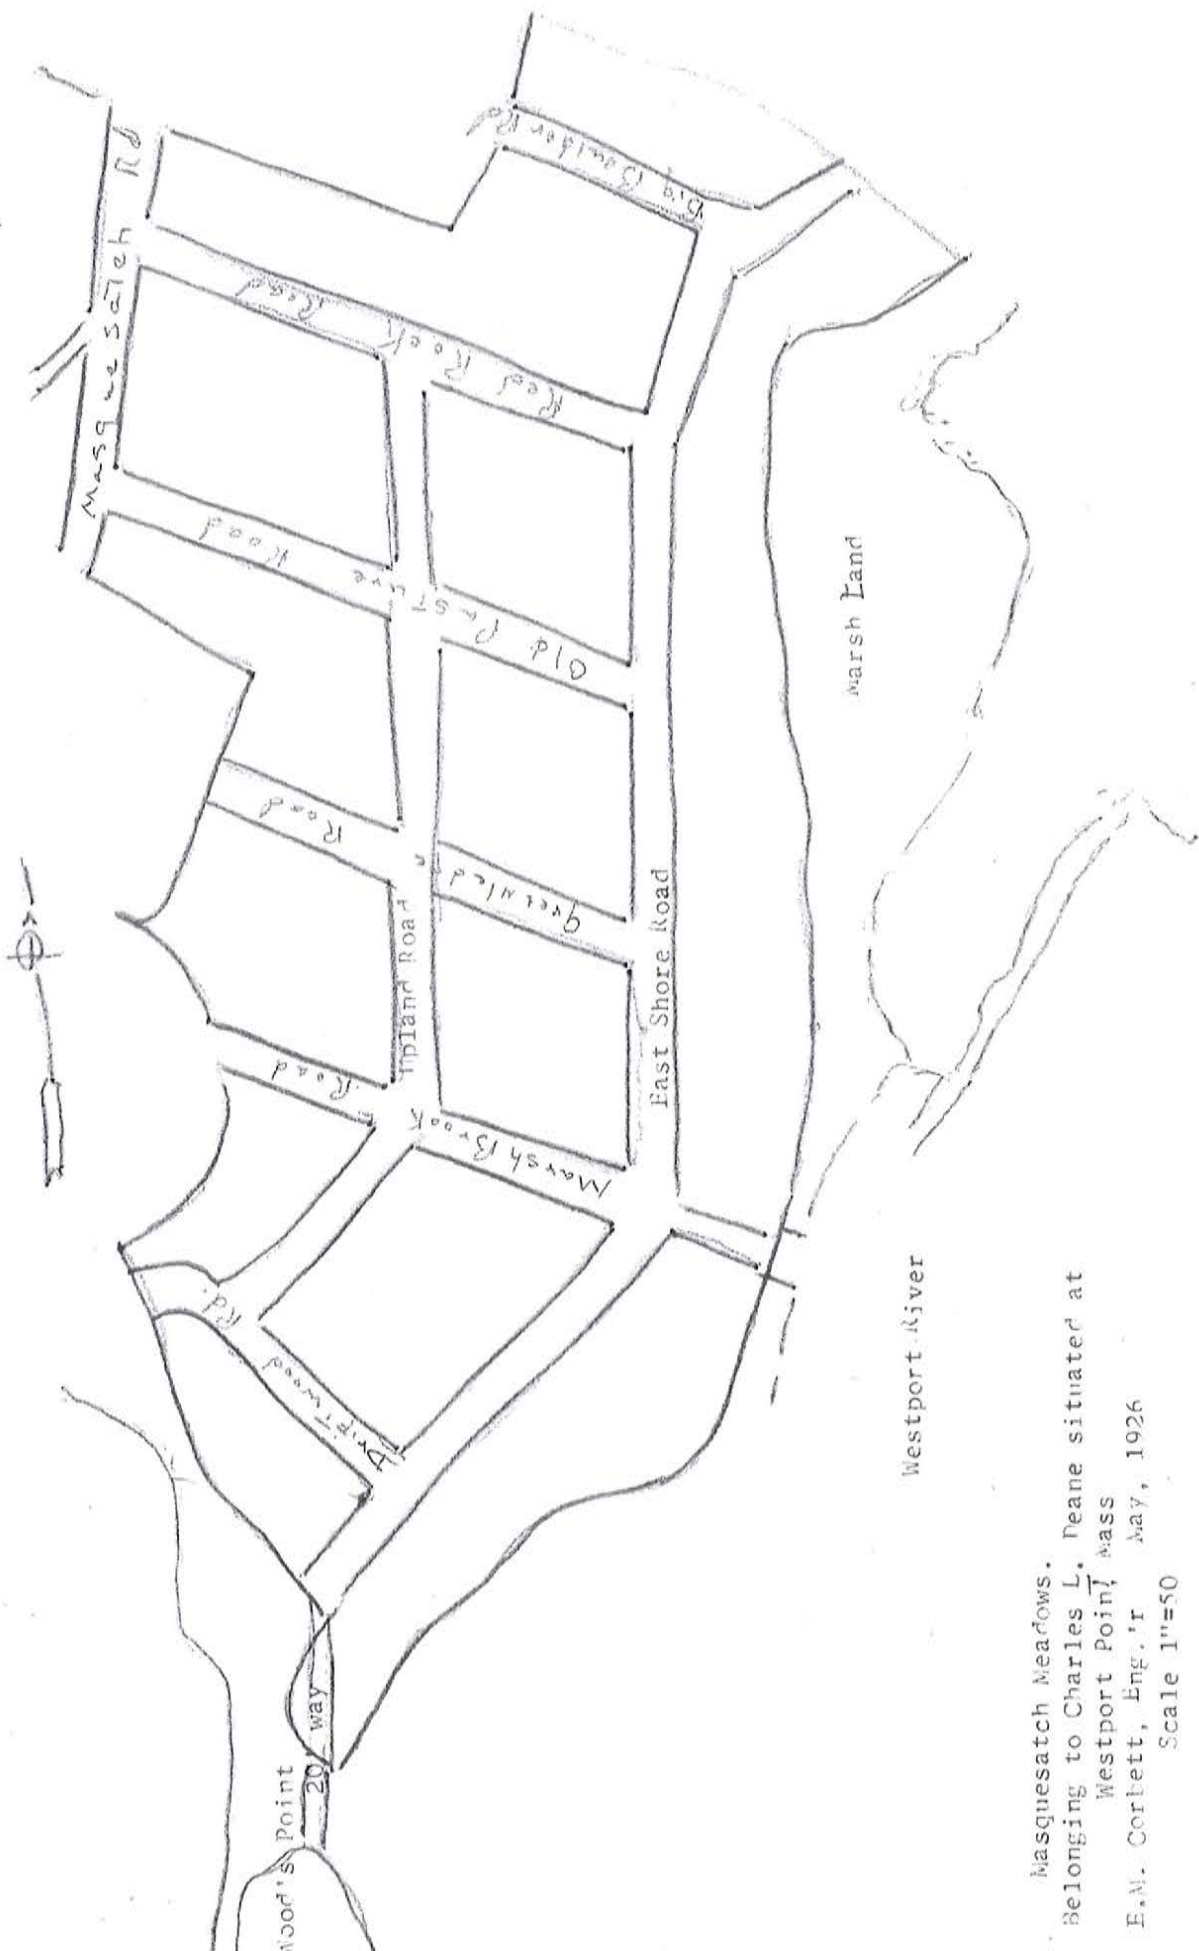 Masquesatch Rd
Big Boulder Rd
Red Rock Road
Old Pasture Road
Road
Upland Road
East Shore Road
Marsh Brook Road
Driftwood Rd.
Marsh Land
Westport River
Wood's Point
20' way
Masquesatch Meadows.
Belonging to Charles L. Deane situated at
Westport Point, Mass
E.M. Corbett, Eng.'r May, 1926
Scale 1"=50